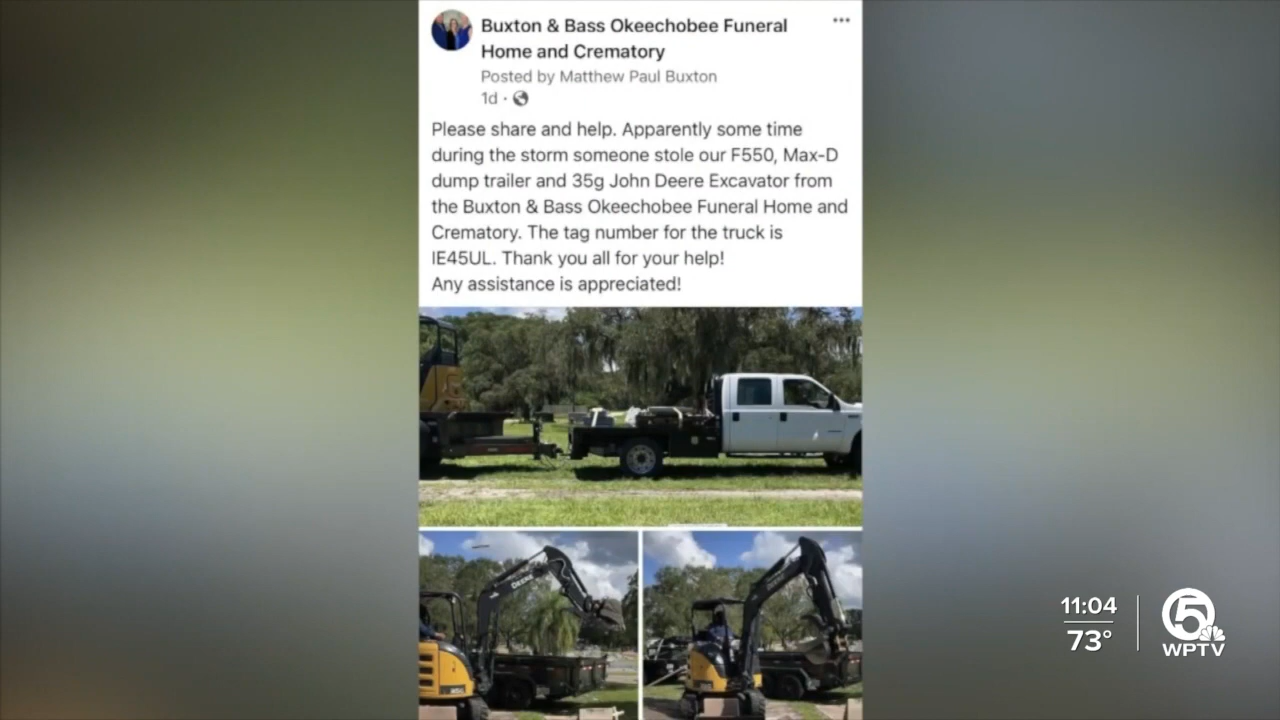 Buxton & Bass Okeechobee Funeral
Home and Crematory
Posted by Matthew Paul Buxton
1d ·
Please share and help. Apparently some time
during the storm someone stole our F550, Max-D
dump trailer and 35g John Deere Excavator from
the Buxton & Bass Okeechobee Funeral Home and
Crematory. The tag number for the truck is
IE45UL. Thank you all for your help!
Any assistance is appreciated!
DEERE
11:04
73°
5
WPTV